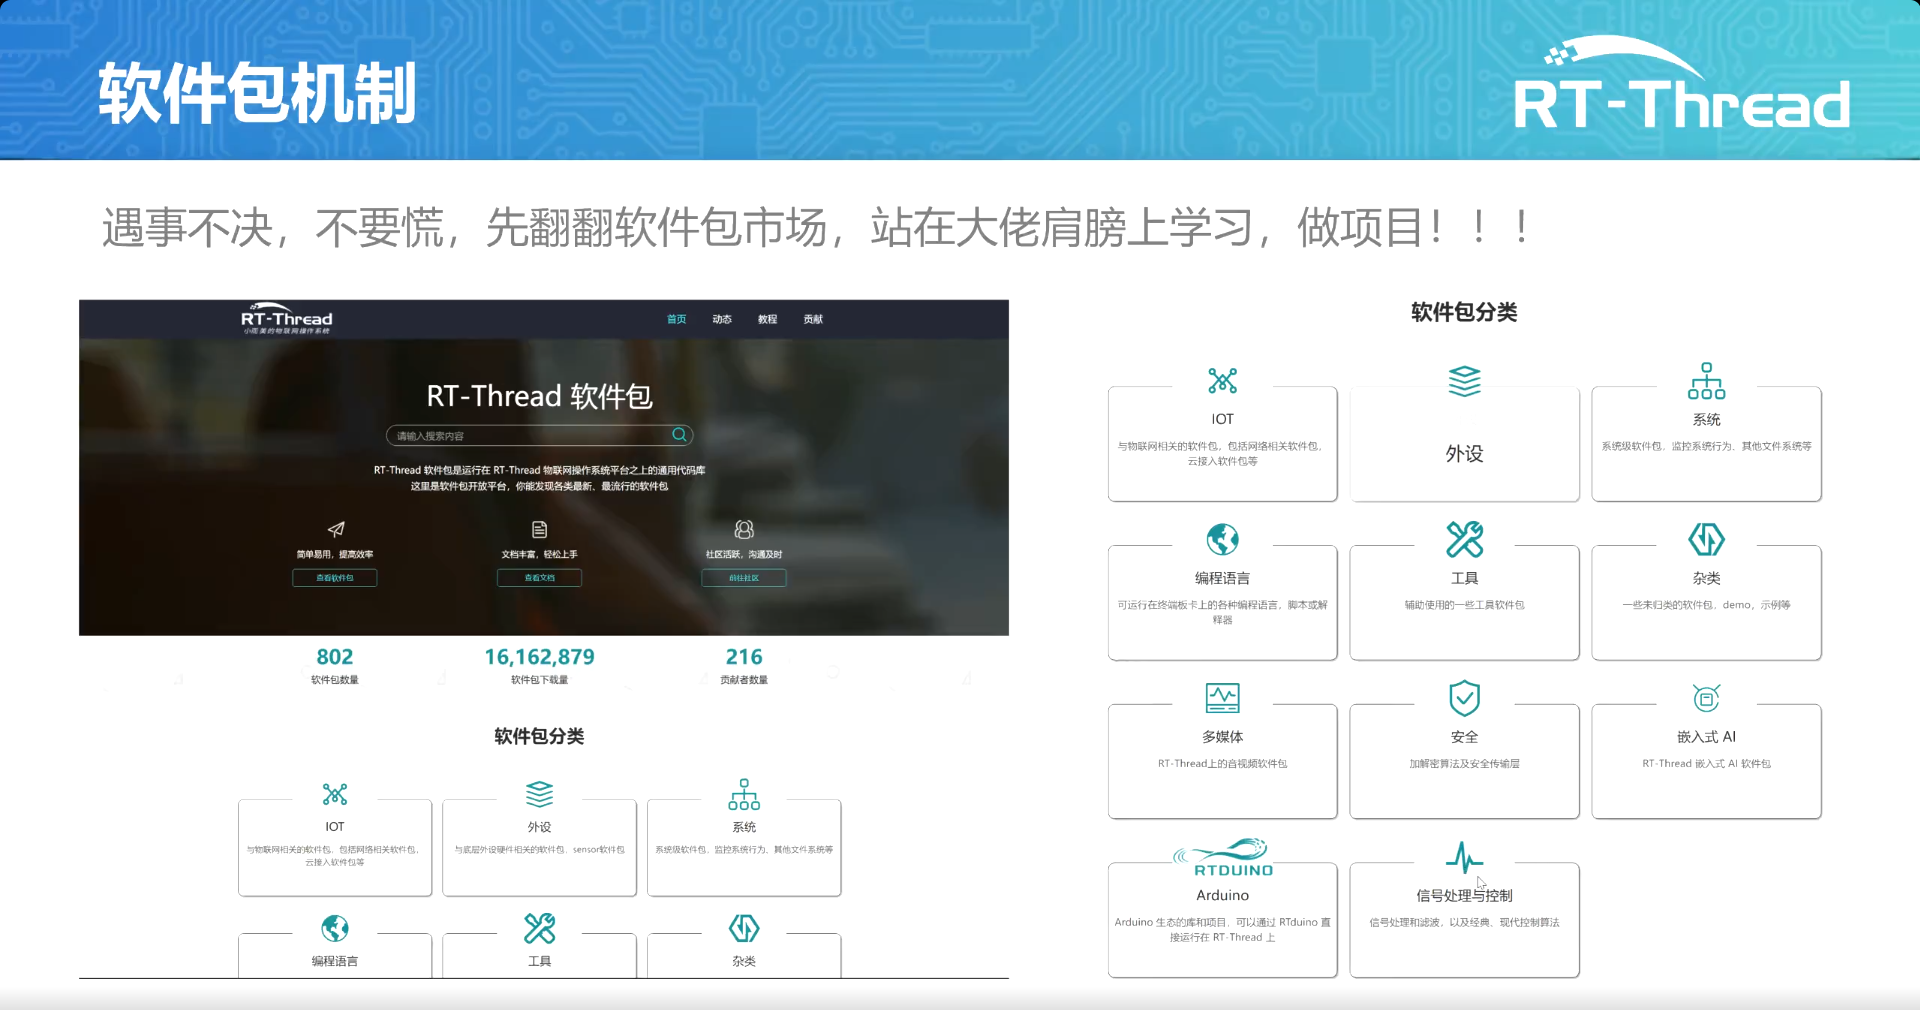 软件包机制
RT-Thread
遇事不决，不要慌，先翻翻软件包市场，站在大佬肩膀上学习，做项目！！！
RT-Thread
小而美的物联网操作系统
首页 动态 教程 贡献
RT-Thread 软件包
请输入搜索内容
RT-Thread 软件包是运行在 RT-Thread 物联网操作系统平台之上的通用代码库
这里是软件包开放平台，你能发现各类最新、最流行的软件包
简单易用，提高效率
查看软件包
文档丰富，轻松上手
查看文档
社区活跃，沟通及时
前往社区
802
软件包数量
16,162,879
软件包下载量
216
贡献者数量
软件包分类
IOT
与物联网相关的软件包，包括网络相关软件包，
云接入软件包等
外设
与底层外设硬件相关的软件包，sensor软件包
系统
系统级软件包，监控系统行为、其他文件系统等
编程语言
工具
杂类
软件包分类
IOT
与物联网相关的软件包，包括网络相关软件包，
云接入软件包等
外设
系统
系统级软件包，监控系统行为、其他文件系统等
编程语言
可运行在终端板卡上的各种编程语言，脚本或解
释器
工具
辅助使用的一些工具软件包
杂类
一些未归类的软件包，demo，示例等
多媒体
RT-Thread上的音视频软件包
安全
加解密算法及安全传输层
嵌入式 AI
RT-Thread 嵌入式 AI 软件包
RTDUINO
Arduino
Arduino 生态的库和项目，可以通过 RTduino 直
接运行在 RT-Thread 上
信号处理与控制
信号处理和滤波，以及经典、现代控制算法